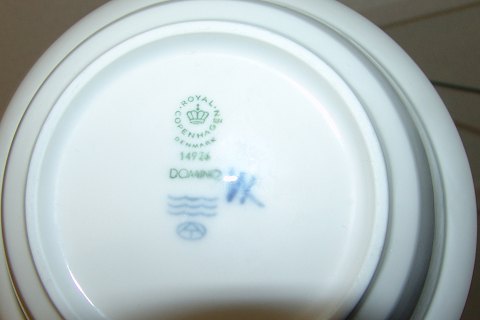 ROYAL
COPENHAGEN
DENMARK
14926
DOMINO